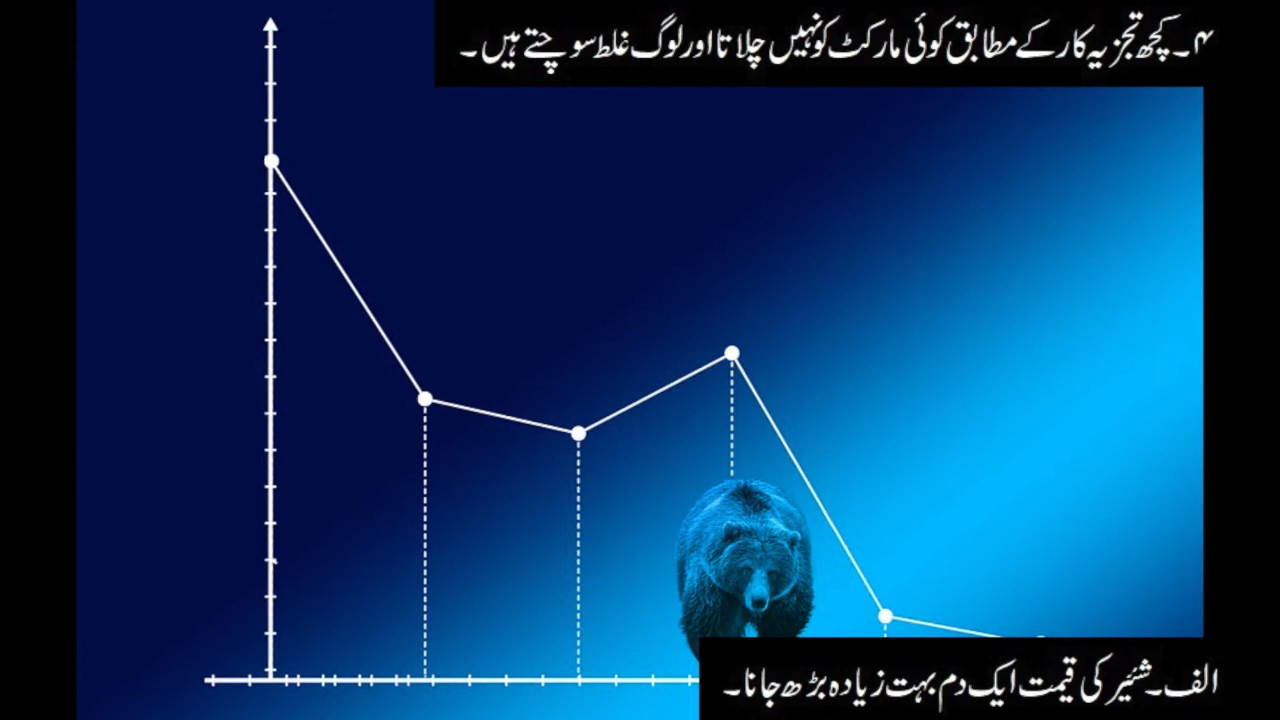 ۴۔ کچھ تجزیہ کار کے مطابق کوئی مارکٹ کو نہیں چلاتا اور لوگ غلط سوچتے ہیں۔
الف۔ شئیر کی قیمت ایک دم بہت زیادہ بڑھ جانا۔